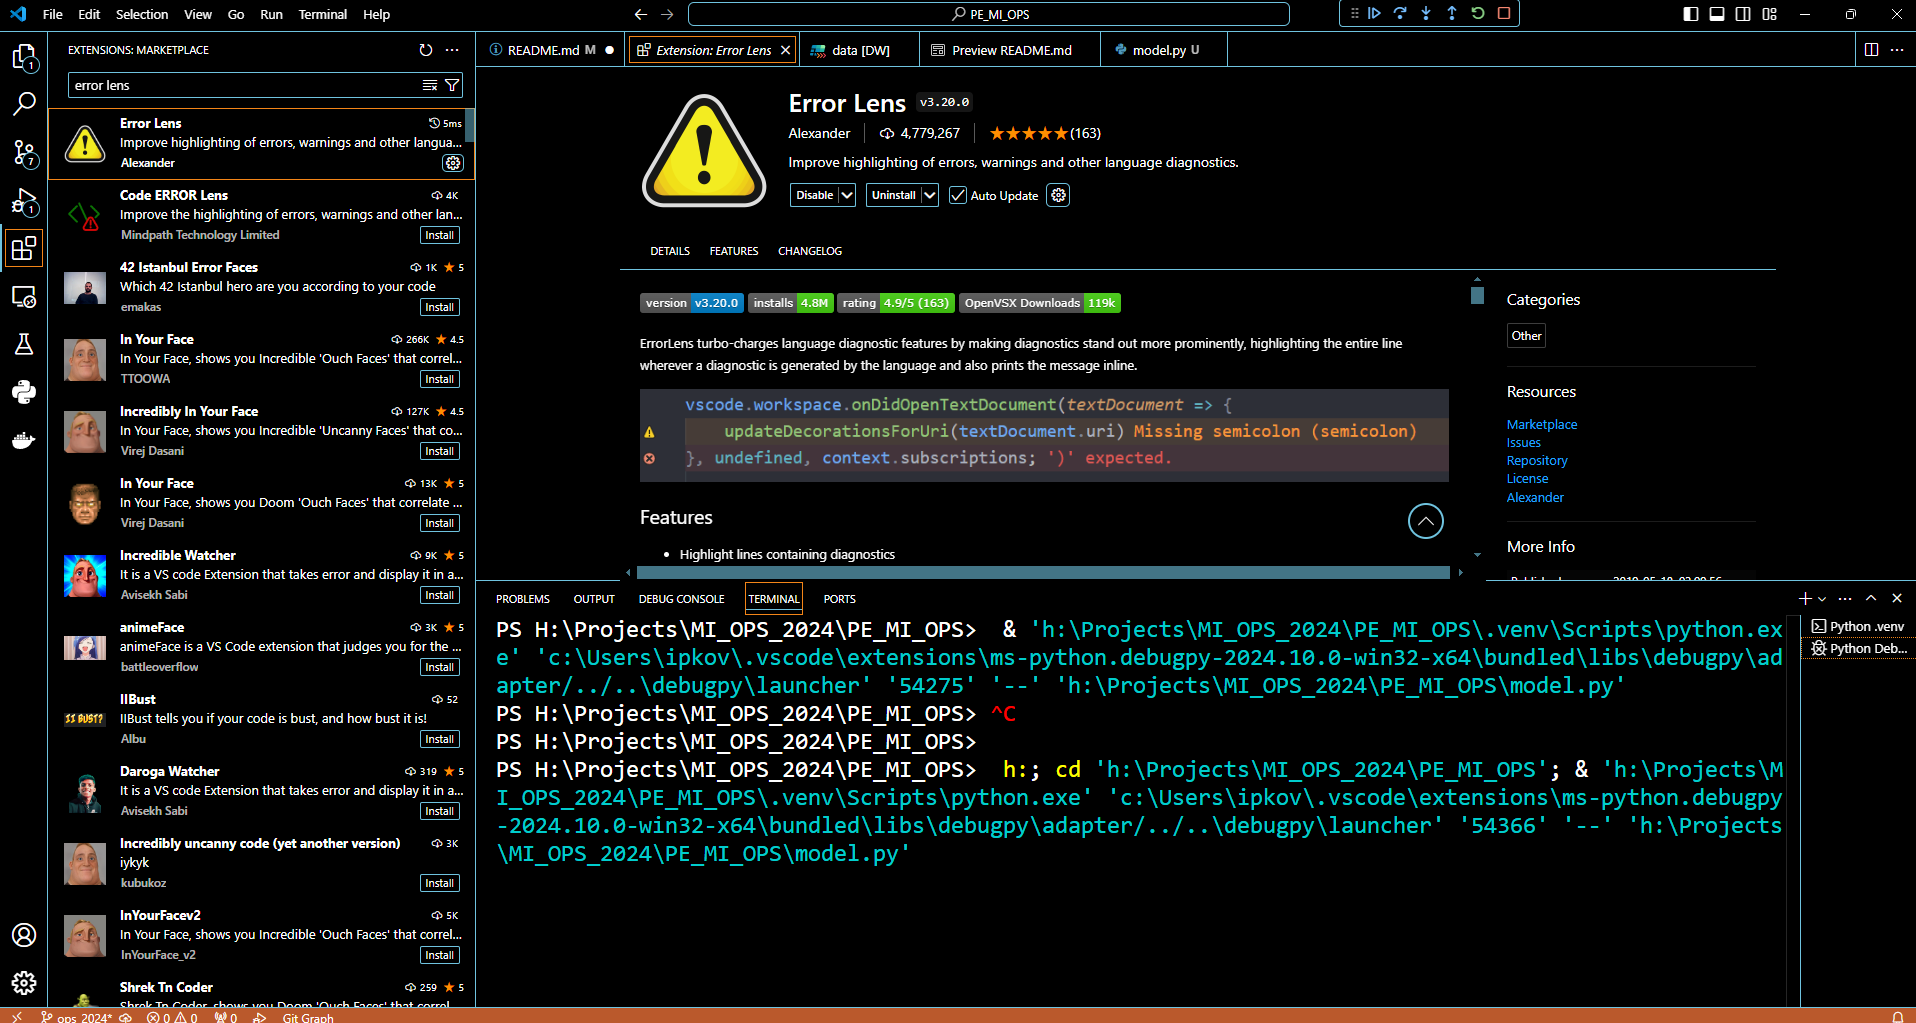 File Edit Selection View Go Run Terminal Help
PE_MI_OPS
EXTENSIONS: MARKETPLACE
error lens
Error Lens 5ms
Improve highlighting of errors, warnings and other langua...
Alexander
Code ERROR Lens 4K
Improve the highlighting of errors, warnings and other lan...
Mindpath Technology Limited Install
42 Istanbul Error Faces 1K ★ 5
Which 42 Istanbul hero are you according to your code
emakas Install
In Your Face 266K ★ 4.5
In Your Face, shows you Incredible 'Ouch Faces' that correl...
TTOOWA Install
Incredibly In Your Face 127K ★ 4.5
In Your Face, shows you Incredible 'Uncanny Faces' that co...
Virej Dasani Install
In Your Face 13K ★ 5
In Your Face, shows you Doom 'Ouch Faces' that correlate ...
Virej Dasani Install
Incredible Watcher 9K ★ 5
It is a VS code Extension that takes error and display it in a...
Avisekh Sabi Install
animeFace 3K ★ 5
animeFace is a VS Code extension that judges you for the ...
battleoverflow Install
IIBust 52
IIBust tells you if your code is bust, and how bust it is!
Albu Install
II BUST?
Daroga Watcher 319 ★ 5
It is a VS code Extension that takes error and display it in a...
Avisekh Sabi Install
Incredibly uncanny code (yet another version) 3K
iykyk
kubukoz Install
InYourFacev2 5K
In Your Face, shows you Incredible 'Ouch Faces' that correl...
InYourFace_v2 Install
Shrek Tn Coder 259 ★ 5
Shrek Tn Coder, shows you Doom 'Ouch Faces' that correl...
README.md M ● Extension: Error Lens data [DW] Preview README.md model.py U
Error Lens v3.20.0
Alexander 4,779,267 ★★★★★(163)
Improve highlighting of errors, warnings and other language diagnostics.
Disable Uninstall Auto Update
DETAILS FEATURES CHANGELOG
version v3.20.0 installs 4.8M rating 4.9/5 (163) OpenVSX Downloads 119k
ErrorLens turbo-charges language diagnostic features by making diagnostics stand out more prominently, highlighting the entire line
wherever a diagnostic is generated by the language and also prints the message inline.
vscode.workspace.onDidOpenTextDocument(textDocument => {
updateDecorationsForUri(textDocument.uri) Missing semicolon (semicolon)
}, undefined, context.subscriptions; ')' expected.
Features
• Highlight lines containing diagnostics
Categories
Other
Resources
Marketplace
Issues
Repository
License
Alexander
More Info
PROBLEMS OUTPUT DEBUG CONSOLE TERMINAL PORTS
PS H:\Projects\MI_OPS_2024\PE_MI_OPS> & 'h:\Projects\MI_OPS_2024\PE_MI_OPS\.venv\Scripts\python.ex
e' 'c:\Users\ipkov\.vscode\extensions\ms-python.debugpy-2024.10.0-win32-x64\bundled\libs\debugpy\ad
apter/../..\debugpy\launcher' '54275' '--' 'h:\Projects\MI_OPS_2024\PE_MI_OPS\model.py'
PS H:\Projects\MI_OPS_2024\PE_MI_OPS> ^C
PS H:\Projects\MI_OPS_2024\PE_MI_OPS>
PS H:\Projects\MI_OPS_2024\PE_MI_OPS> h:; cd 'h:\Projects\MI_OPS_2024\PE_MI_OPS'; & 'h:\Projects\M
I_OPS_2024\PE_MI_OPS\.venv\Scripts\python.exe' 'c:\Users\ipkov\.vscode\extensions\ms-python.debugpy
-2024.10.0-win32-x64\bundled\libs\debugpy\adapter/../..\debugpy\launcher' '54366' '--' 'h:\Projects
\MI_OPS_2024\PE_MI_OPS\model.py'
Python .venv
Python Deb...
1
7
1
ops_2024* 0 0 0 Git Graph